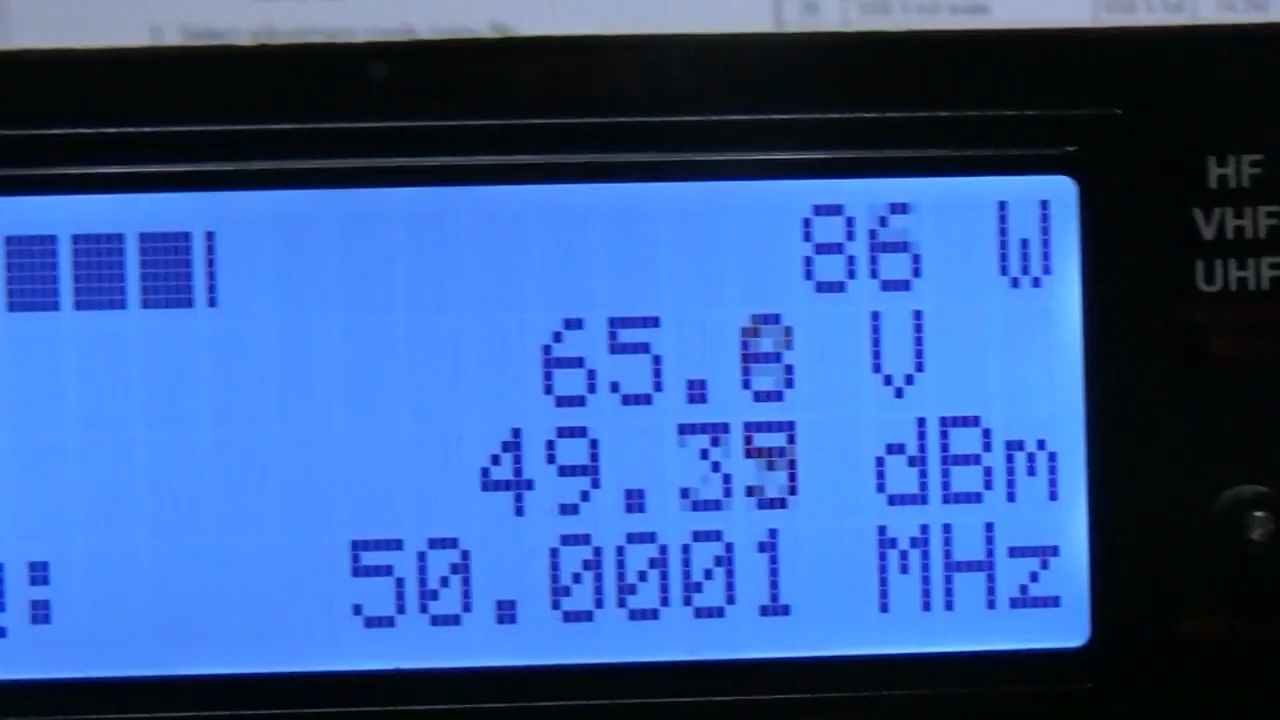 86 W
65.6 V
49.39 dBm
50.0001 MHz
HF
VHF
UHF